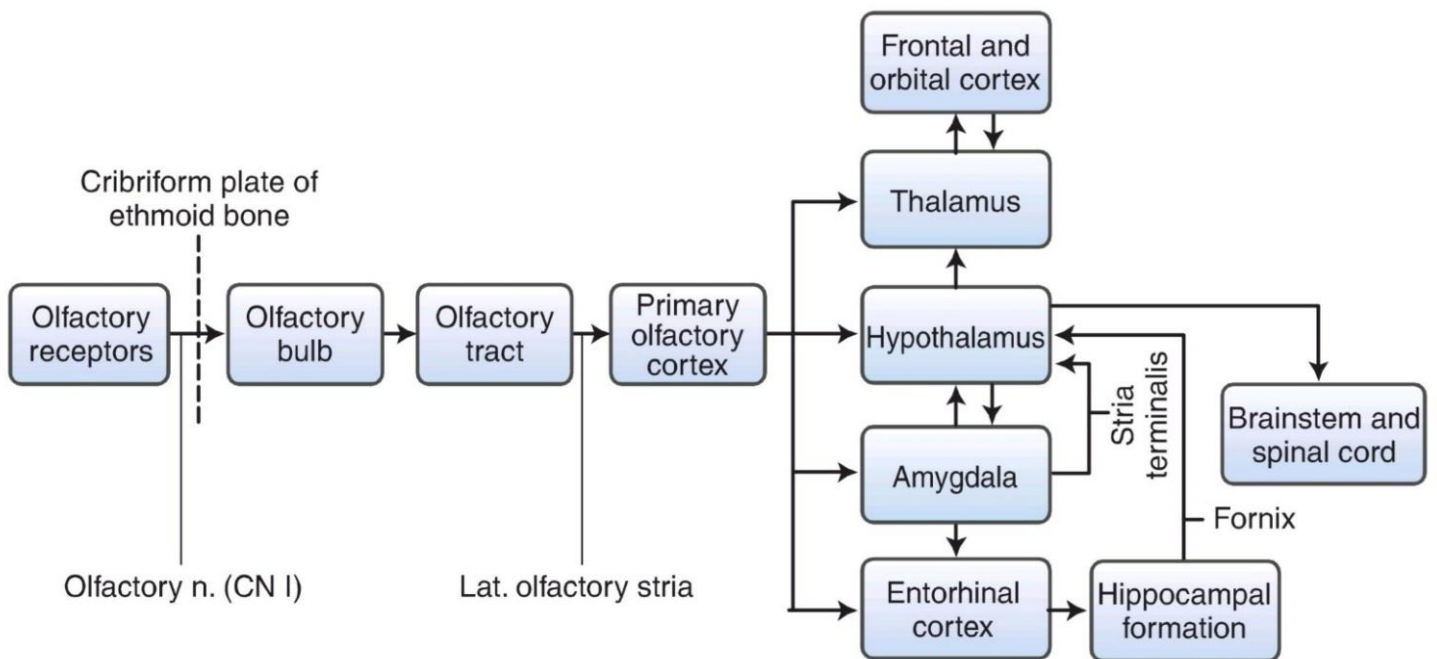 Frontal and
orbital cortex
Cribriform plate of
ethmoid bone
Thalamus
Olfactory
receptors
Olfactory
bulb
Olfactory
tract
Primary
olfactory
cortex
Hypothalamus
Stria
terminalis
Brainstem and
spinal cord
Amygdala
Fornix
Olfactory n. (CN I)
Lat. olfactory stria
Entorhinal
cortex
Hippocampal
formation